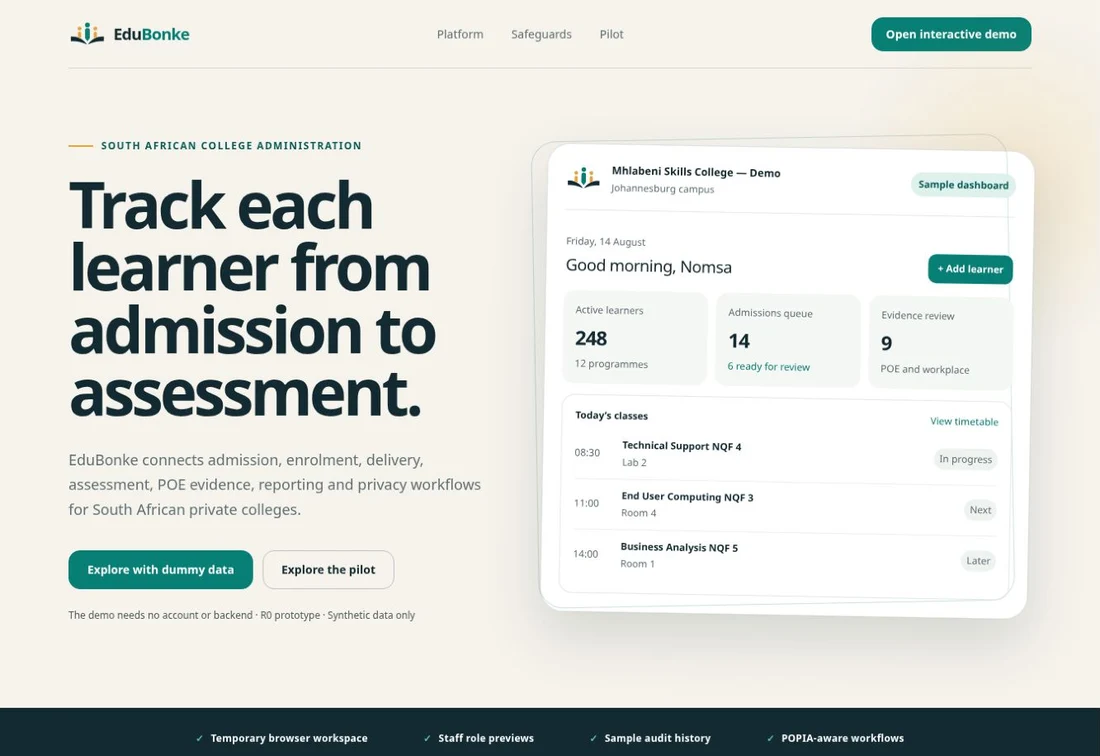 EduBonke
Platform
Safeguards
Pilot
Open interactive demo
SOUTH AFRICAN COLLEGE ADMINISTRATION
Track each
learner from
admission to
assessment.
EduBonke connects admission, enrolment, delivery,
assessment, POE evidence, reporting and privacy workflows
for South African private colleges.
Explore with dummy data
Explore the pilot
The demo needs no account or backend · R0 prototype · Synthetic data only
Mhlabeni Skills College — Demo
Johannesburg campus
Sample dashboard
Friday, 14 August
Good morning, Nomsa
+ Add learner
Active learners
248
12 programmes
Admissions queue
14
6 ready for review
Evidence review
9
POE and workplace
Today's classes
View timetable
08:30
Technical Support NQF 4
Lab 2
In progress
11:00
End User Computing NQF 3
Room 4
Next
14:00
Business Analysis NQF 5
Room 1
Later
✓ Temporary browser workspace
✓ Staff role previews
✓ Sample audit history
✓ POPIA-aware workflows